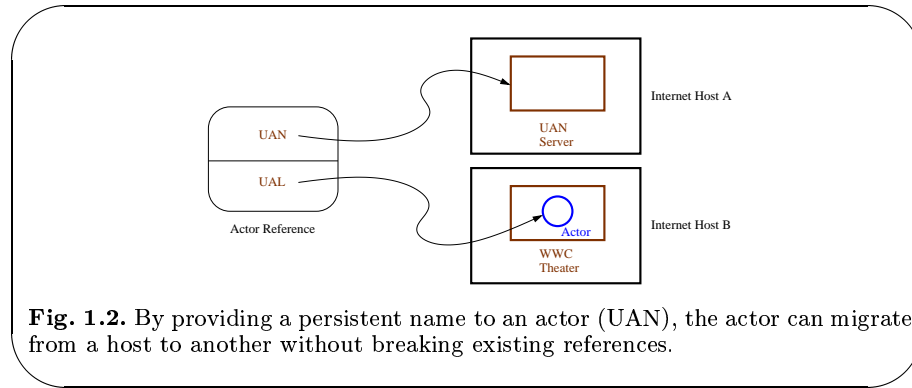 UAN
UAL
Actor Reference
UAN
Server
Internet Host A
Actor
WWC
Theater
Internet Host B
Fig. 1.2. By providing a persistent name to an actor (UAN), the actor can migrate
from a host to another without breaking existing references.